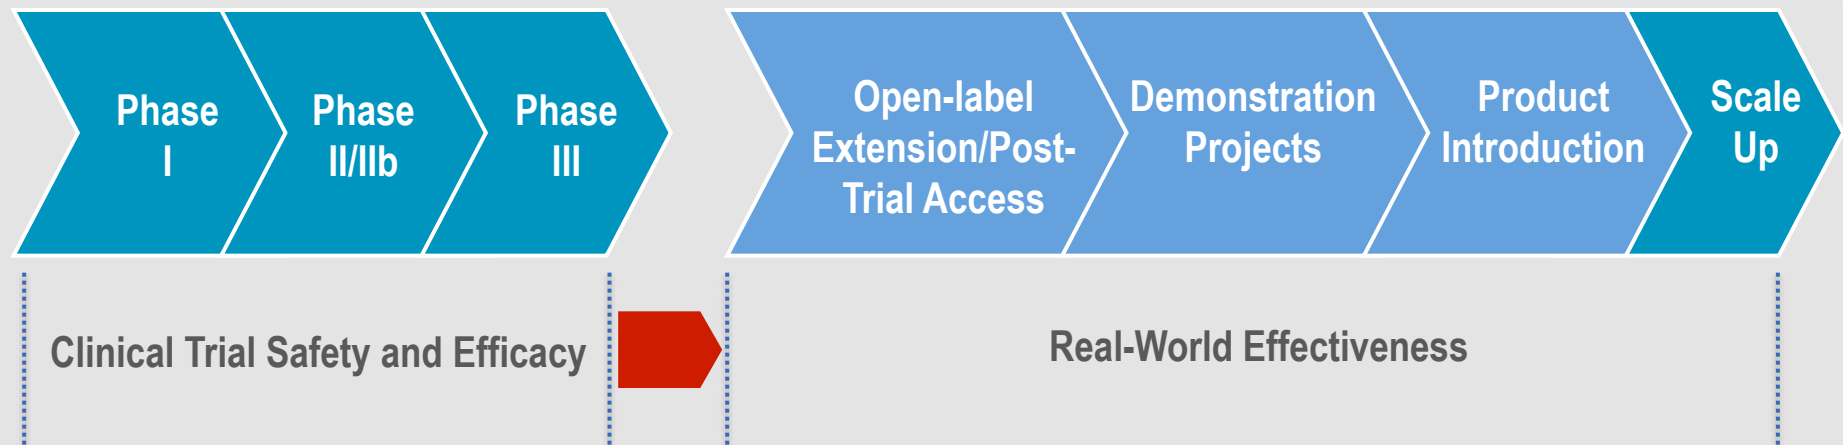 Phase
I
Phase
II/IIb
Phase
III
Open-label
Extension/Post-
Trial Access
Demonstration
Projects
Product
Introduction
Scale
Up
Clinical Trial Safety and Efficacy
Real-World Effectiveness